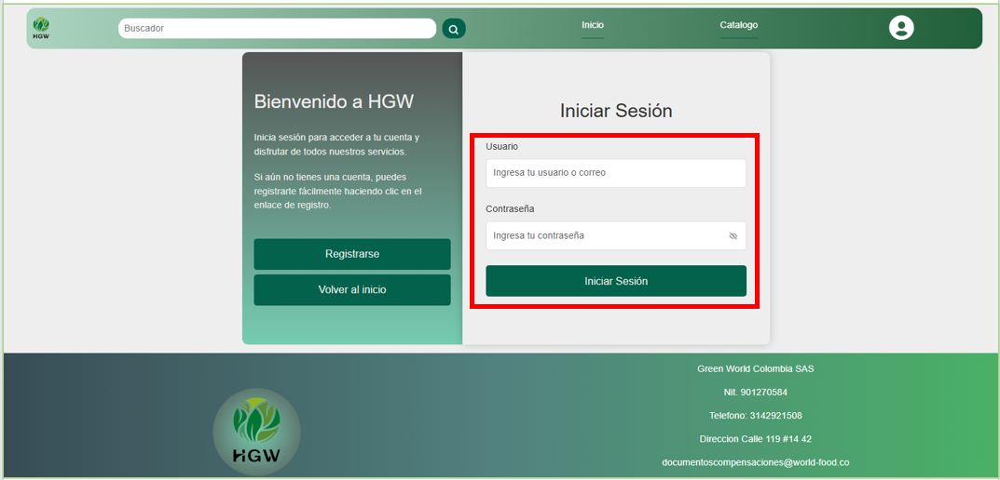 HGW
Buscador
Inicio
Catalogo
Bienvenido a HGW
Inicia sesión para acceder a tu cuenta y
disfrutar de todos nuestros servicios.
Si aún no tienes una cuenta, puedes
registrarte fácilmente haciendo clic en el
enlace de registro.
Registrarse
Volver al inicio
Iniciar Sesión
Usuario
Ingresa tu usuario o correo
Contraseña
Ingresa tu contraseña
Iniciar Sesión
HGW
Green World Colombia SAS
Nit. 901270584
Telefono: 3142921508
Direccion Calle 119 #14 42
documentoscompensaciones@world-food.co